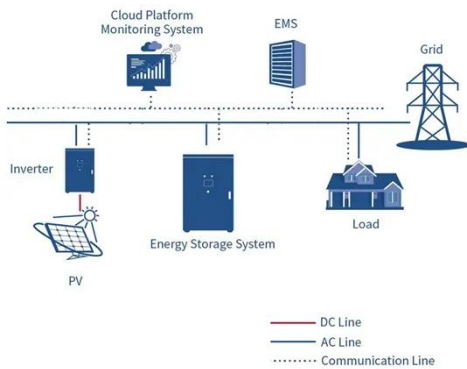 Cloud Platform
Monitoring System
EMS
Grid
Inverter
Energy Storage System
Load
PV
DC Line
AC Line
Communication Line